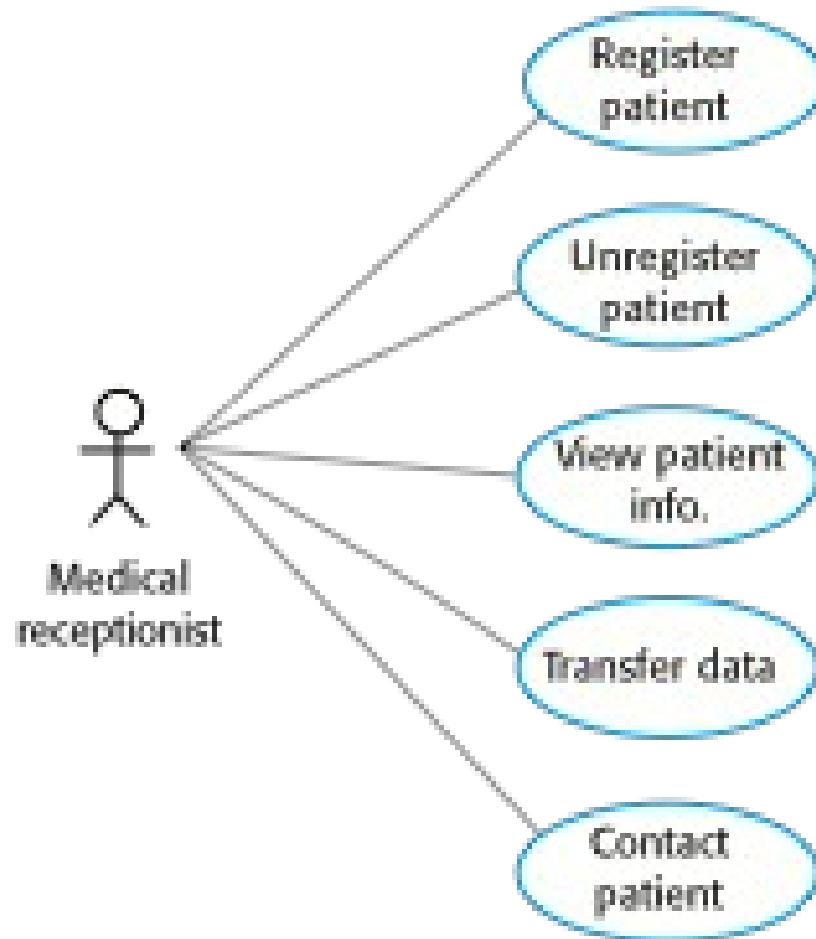 Register
patient
Unregister
patient
View patient
info.
Medical
receptionist
Transfer data
Contact
patient